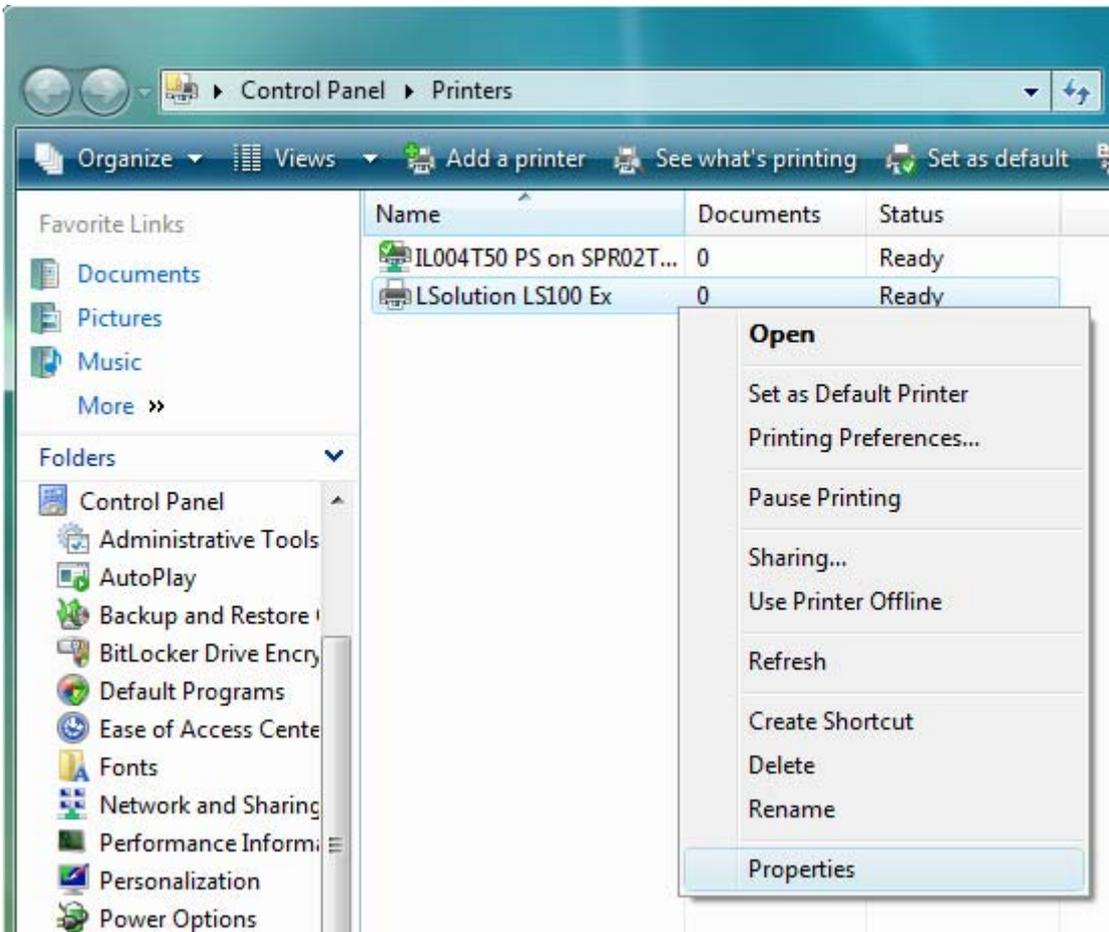 Control Panel ▸ Printers
Organize Views Add a printer See what's printing Set as default
Favorite Links
Documents
Pictures
Music
More »
Folders
Control Panel
Administrative Tools
AutoPlay
Backup and Restore
BitLocker Drive Encry
Default Programs
Ease of Access Cente
Fonts
Network and Sharing
Performance Inform
Personalization
Power Options
Name Documents Status
IL004T50 PS on SPR02T... 0 Ready
LSolution LS100 Ex 0 Ready
Open
Set as Default Printer
Printing Preferences...
Pause Printing
Sharing...
Use Printer Offline
Refresh
Create Shortcut
Delete
Rename
Properties